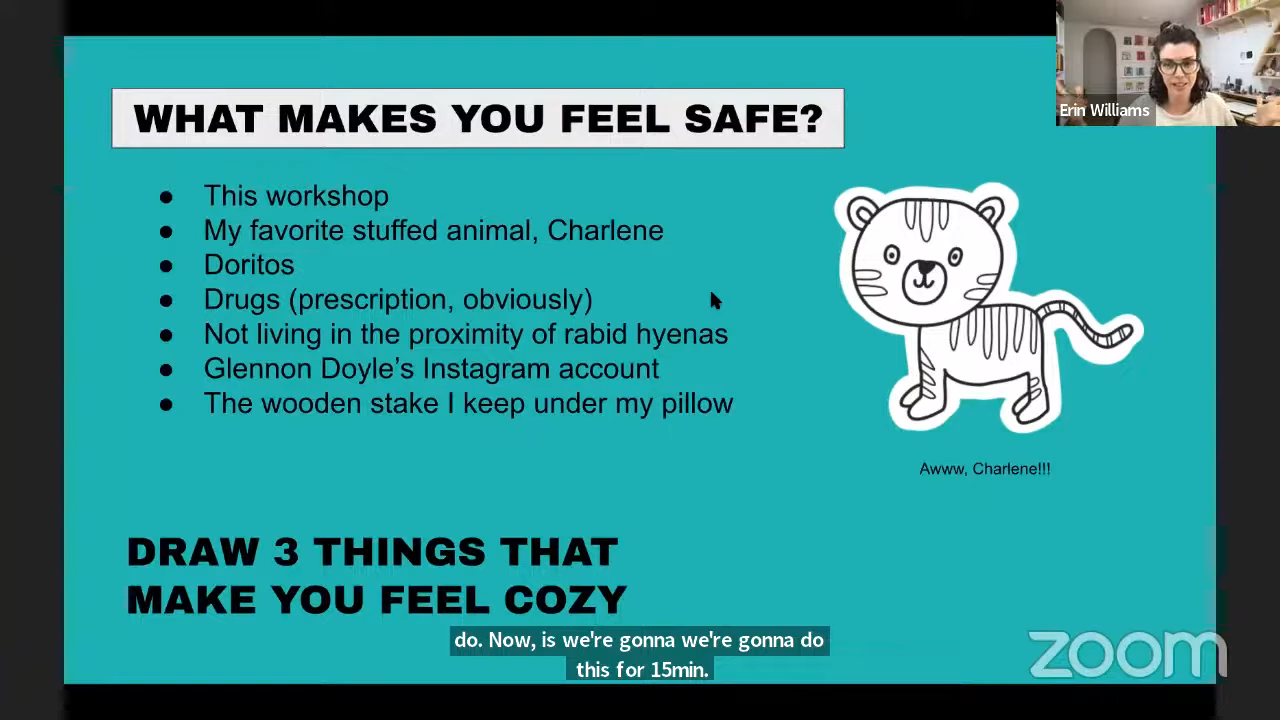 Erin Williams
WHAT MAKES YOU FEEL SAFE?
● This workshop
● My favorite stuffed animal, Charlene
● Doritos
● Drugs (prescription, obviously)
● Not living in the proximity of rabid hyenas
● Glennon Doyle’s Instagram account
● The wooden stake I keep under my pillow
Awww, Charlene!!!
DRAW 3 THINGS THAT
MAKE YOU FEEL COZY
do. Now, is we're gonna we're gonna do
this for 15min.
zoom